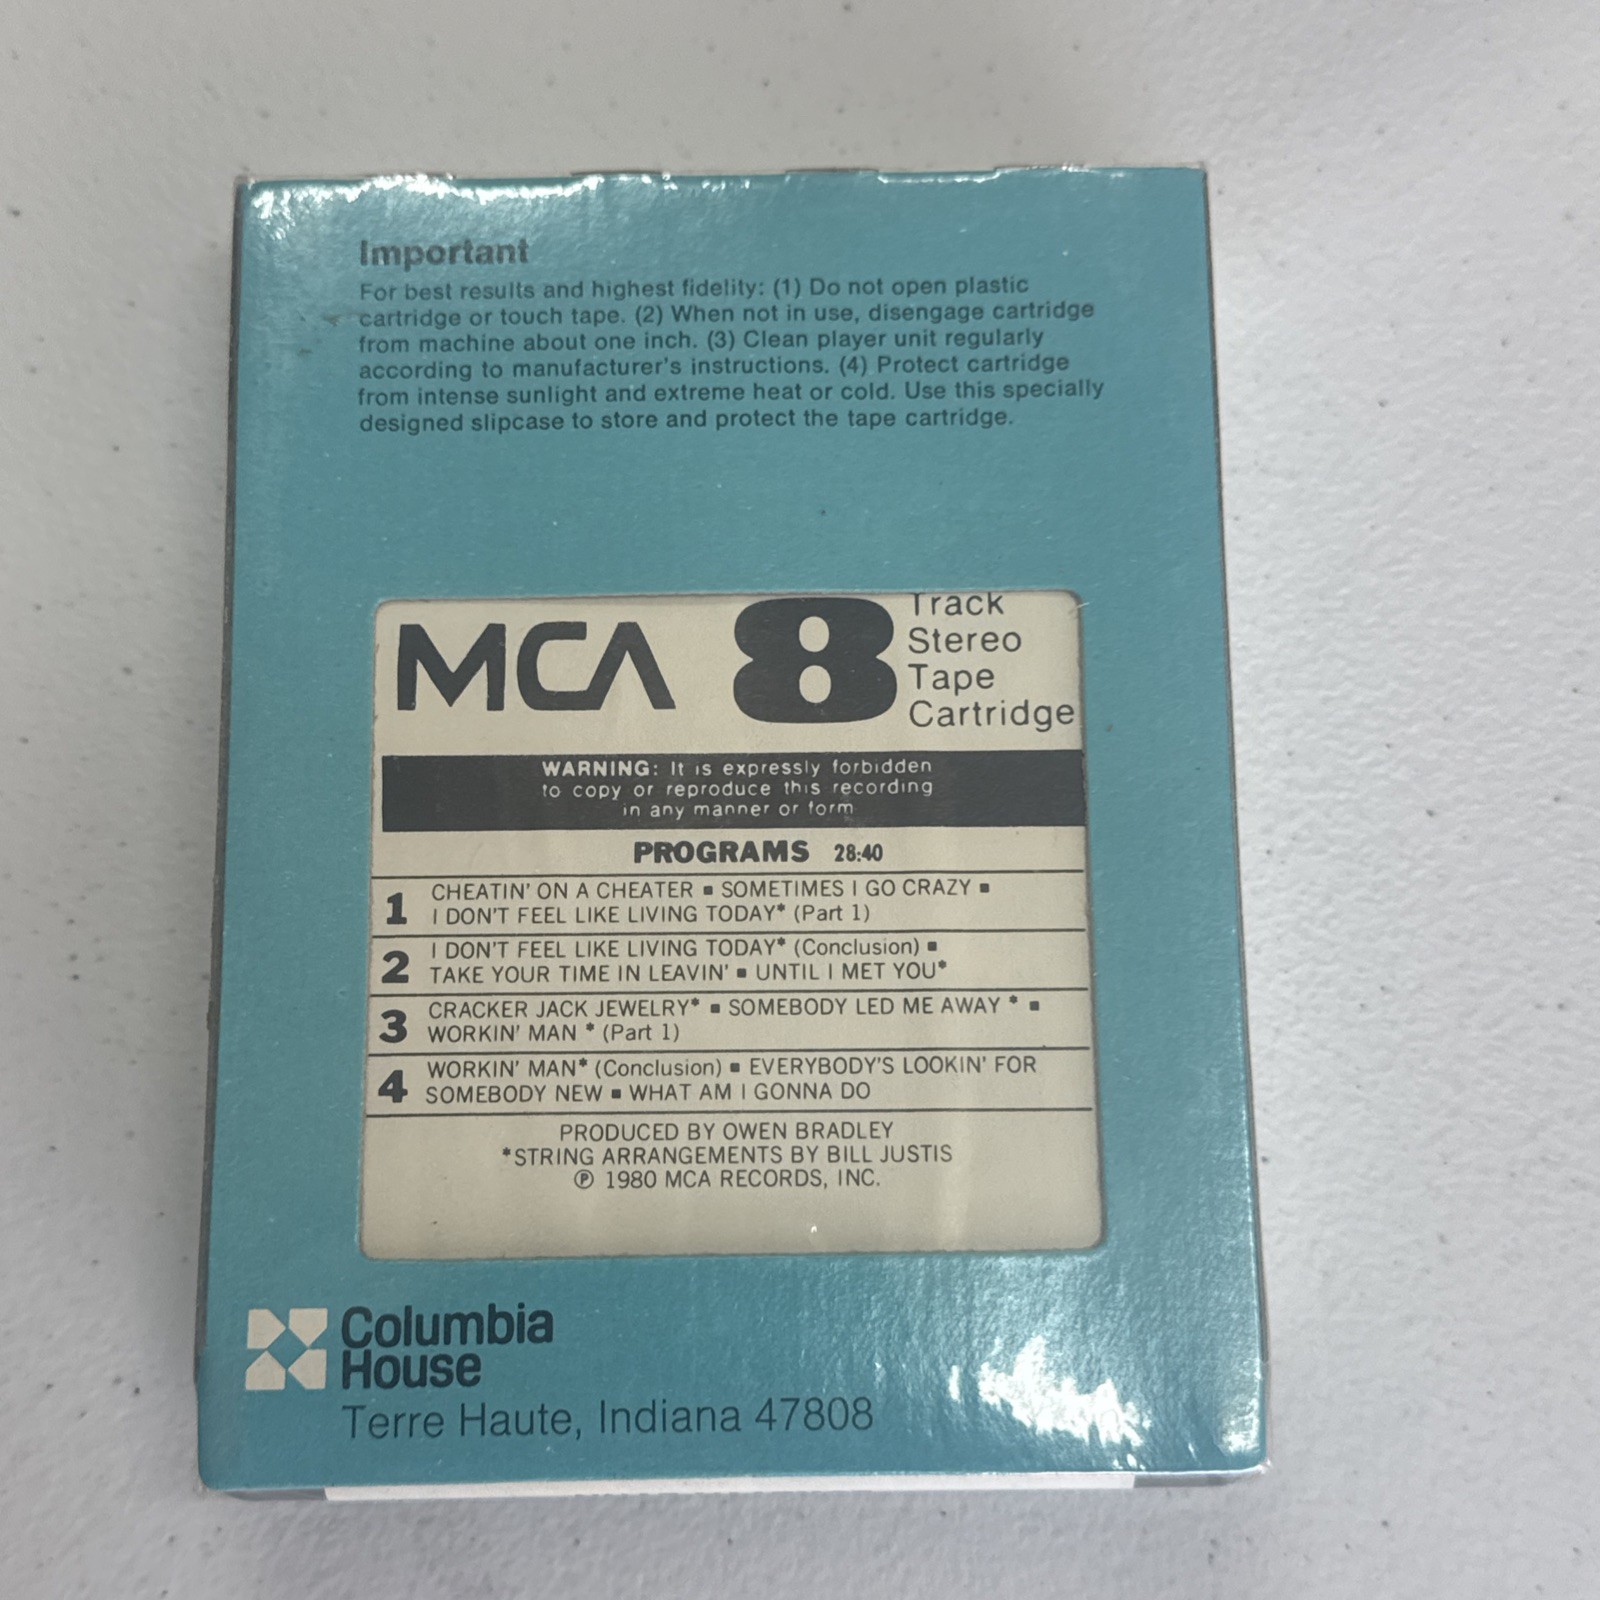 Important
For best results and highest fidelity: (1) Do not open plastic
cartridge or touch tape. (2) When not in use, disengage cartridge
from machine about one inch. (3) Clean player unit regularly
according to manufacturer's instructions. (4) Protect cartridge
from intense sunlight and extreme heat or cold. Use this specially
designed slipcase to store and protect the tape cartridge.
MCA 8 Track
Stereo
Tape
Cartridge
WARNING: It is expressly forbidden
to copy or reproduce this recording
in any manner or form
PROGRAMS 28:40
1 CHEATIN' ON A CHEATER ▪ SOMETIMES I GO CRAZY ▪
I DON'T FEEL LIKE LIVING TODAY* (Part 1)
2 I DON'T FEEL LIKE LIVING TODAY* (Conclusion) ▪
TAKE YOUR TIME IN LEAVIN' ▪ UNTIL I MET YOU*
3 CRACKER JACK JEWELRY* ▪ SOMEBODY LED ME AWAY * ▪
WORKIN' MAN * (Part 1)
4 WORKIN' MAN* (Conclusion) ▪ EVERYBODY'S LOOKIN' FOR
SOMEBODY NEW ▪ WHAT AM I GONNA DO
PRODUCED BY OWEN BRADLEY
*STRING ARRANGEMENTS BY BILL JUSTIS
℗ 1980 MCA RECORDS, INC.
Columbia
House
Terre Haute, Indiana 47808